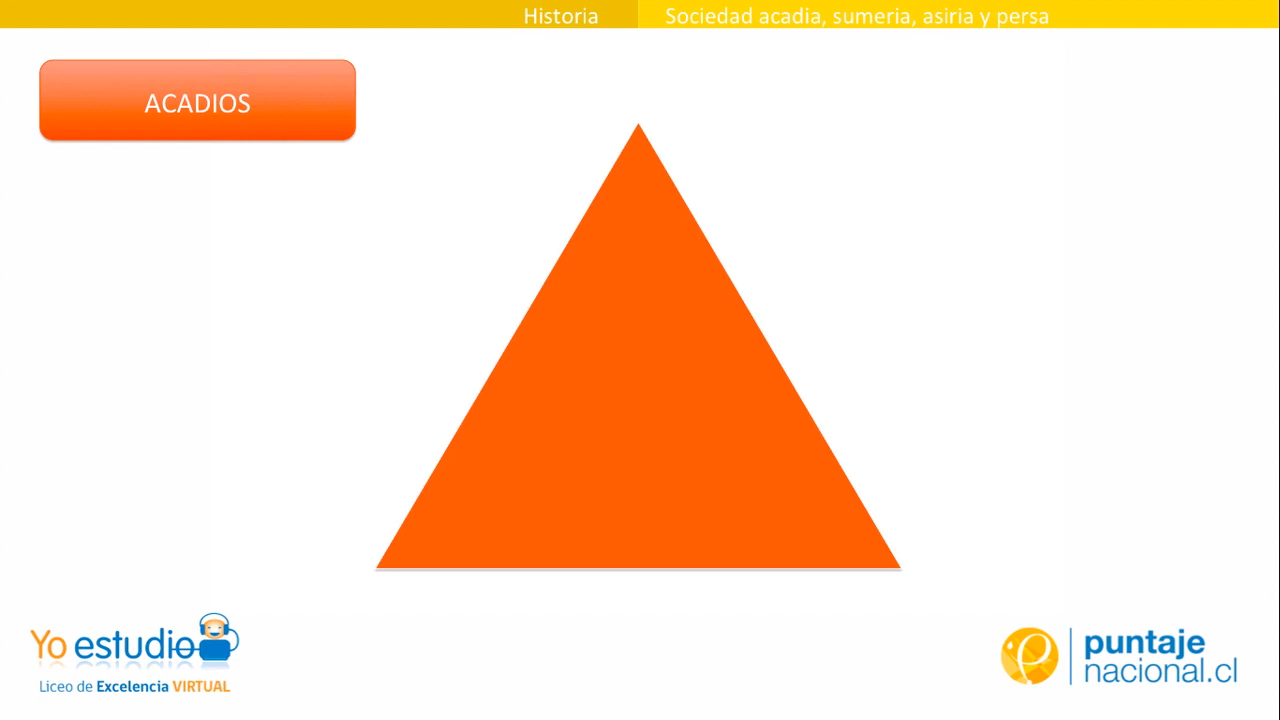 Historia
Sociedad acadia, sumeria, asiria y persa
ACADIOS
Yo estudio
Liceo de Excelencia VIRTUAL
puntaje
nacional.cl